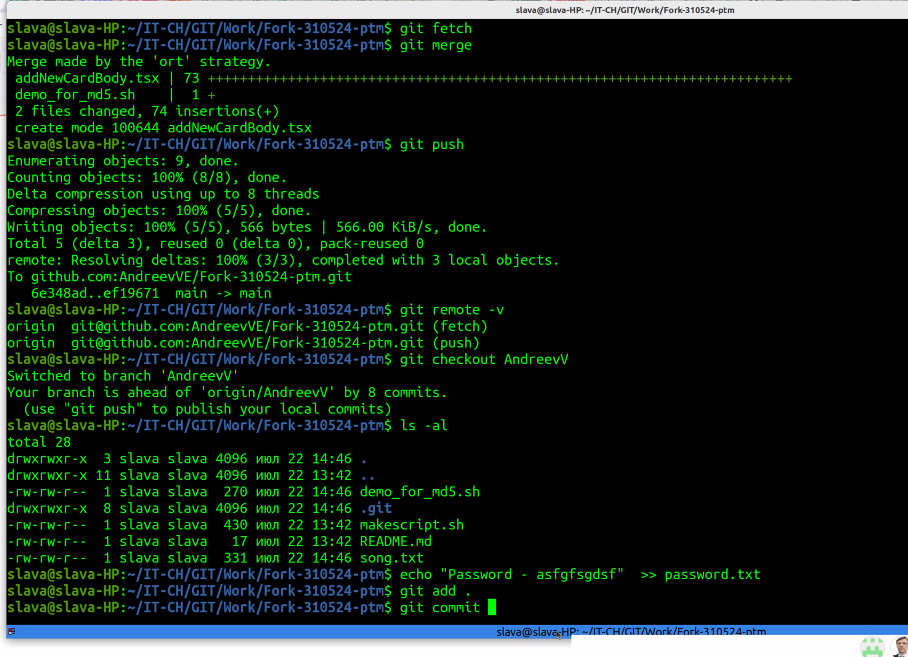 slava@slava-HP: ~/IT-CH/GIT/Work/Fork-310524-ptm
slava@slava-HP:~/IT-CH/GIT/Work/Fork-310524-ptm$ git fetch
slava@slava-HP:~/IT-CH/GIT/Work/Fork-310524-ptm$ git merge
Merge made by the 'ort' strategy.
 addNewCardBody.tsx | 73 +++++++++++++++++++++++++++++++++++++++++++++++++++++++++++++++++++++++++
 demo_for_md5.sh    |  1 +
 2 files changed, 74 insertions(+)
 create mode 100644 addNewCardBody.tsx
slava@slava-HP:~/IT-CH/GIT/Work/Fork-310524-ptm$ git push
Enumerating objects: 9, done.
Counting objects: 100% (8/8), done.
Delta compression using up to 8 threads
Compressing objects: 100% (5/5), done.
Writing objects: 100% (5/5), 566 bytes | 566.00 KiB/s, done.
Total 5 (delta 3), reused 0 (delta 0), pack-reused 0
remote: Resolving deltas: 100% (3/3), completed with 3 local objects.
To github.com:AndreevVE/Fork-310524-ptm.git
   6e348ad..ef19671  main -> main
slava@slava-HP:~/IT-CH/GIT/Work/Fork-310524-ptm$ git remote -v
origin  git@github.com:AndreevVE/Fork-310524-ptm.git (fetch)
origin  git@github.com:AndreevVE/Fork-310524-ptm.git (push)
slava@slava-HP:~/IT-CH/GIT/Work/Fork-310524-ptm$ git checkout AndreevV
Switched to branch 'AndreevV'
Your branch is ahead of 'origin/AndreevV' by 8 commits.
  (use "git push" to publish your local commits)
slava@slava-HP:~/IT-CH/GIT/Work/Fork-310524-ptm$ ls -al
total 28
drwxrwxr-x  3 slava slava 4096 июл 22 14:46 .
drwxrwxr-x 11 slava slava 4096 июл 22 13:42 ..
-rw-rw-r--  1 slava slava  270 июл 22 14:46 demo_for_md5.sh
drwxrwxr-x  8 slava slava 4096 июл 22 14:46 .git
-rw-rw-r--  1 slava slava  430 июл 22 13:42 makescript.sh
-rw-rw-r--  1 slava slava   17 июл 22 13:42 README.md
-rw-rw-r--  1 slava slava  331 июл 22 14:46 song.txt
slava@slava-HP:~/IT-CH/GIT/Work/Fork-310524-ptm$ echo "Password - asfgfsgdsf"  >> password.txt
slava@slava-HP:~/IT-CH/GIT/Work/Fork-310524-ptm$ git add .
slava@slava-HP:~/IT-CH/GIT/Work/Fork-310524-ptm$ git commit
slava@slava-HP: ~/IT-CH/GIT/Work/Fork-310524-ptm